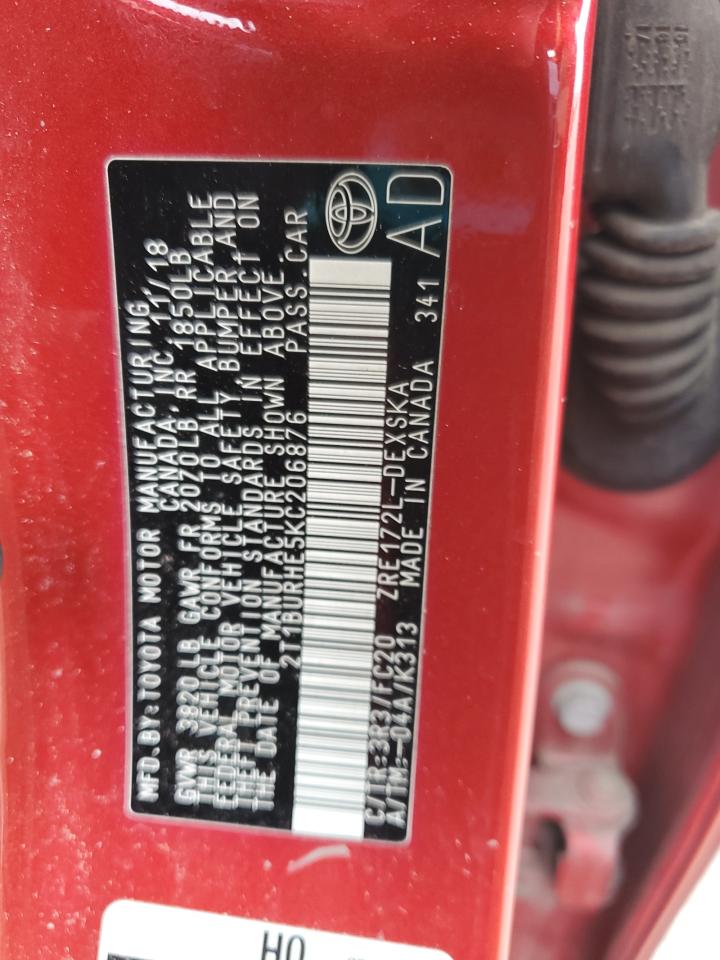 MFD.BY:TOYOTA MOTOR MANUFACTURING
CANADA,INC. 11/18
GVWR 3820LB GAWR FR 2070LB RR 1850LB
THIS VEHICLE CONFORMS TO ALL APPLICABLE
FEDERAL MOTOR VEHICLE SAFETY, BUMPER,AND
THEFT PREVENTION STANDARDS IN EFFECT ON
THE DATE OF MANUFACTURE SHOWN ABOVE.
2T1BURHE5KC206876 PASS.CAR
C/TR:3R3/FC20 ZRE172L-DEXSKA
A/TM:-04A/K313 MADE IN CANADA 341
AD
HO